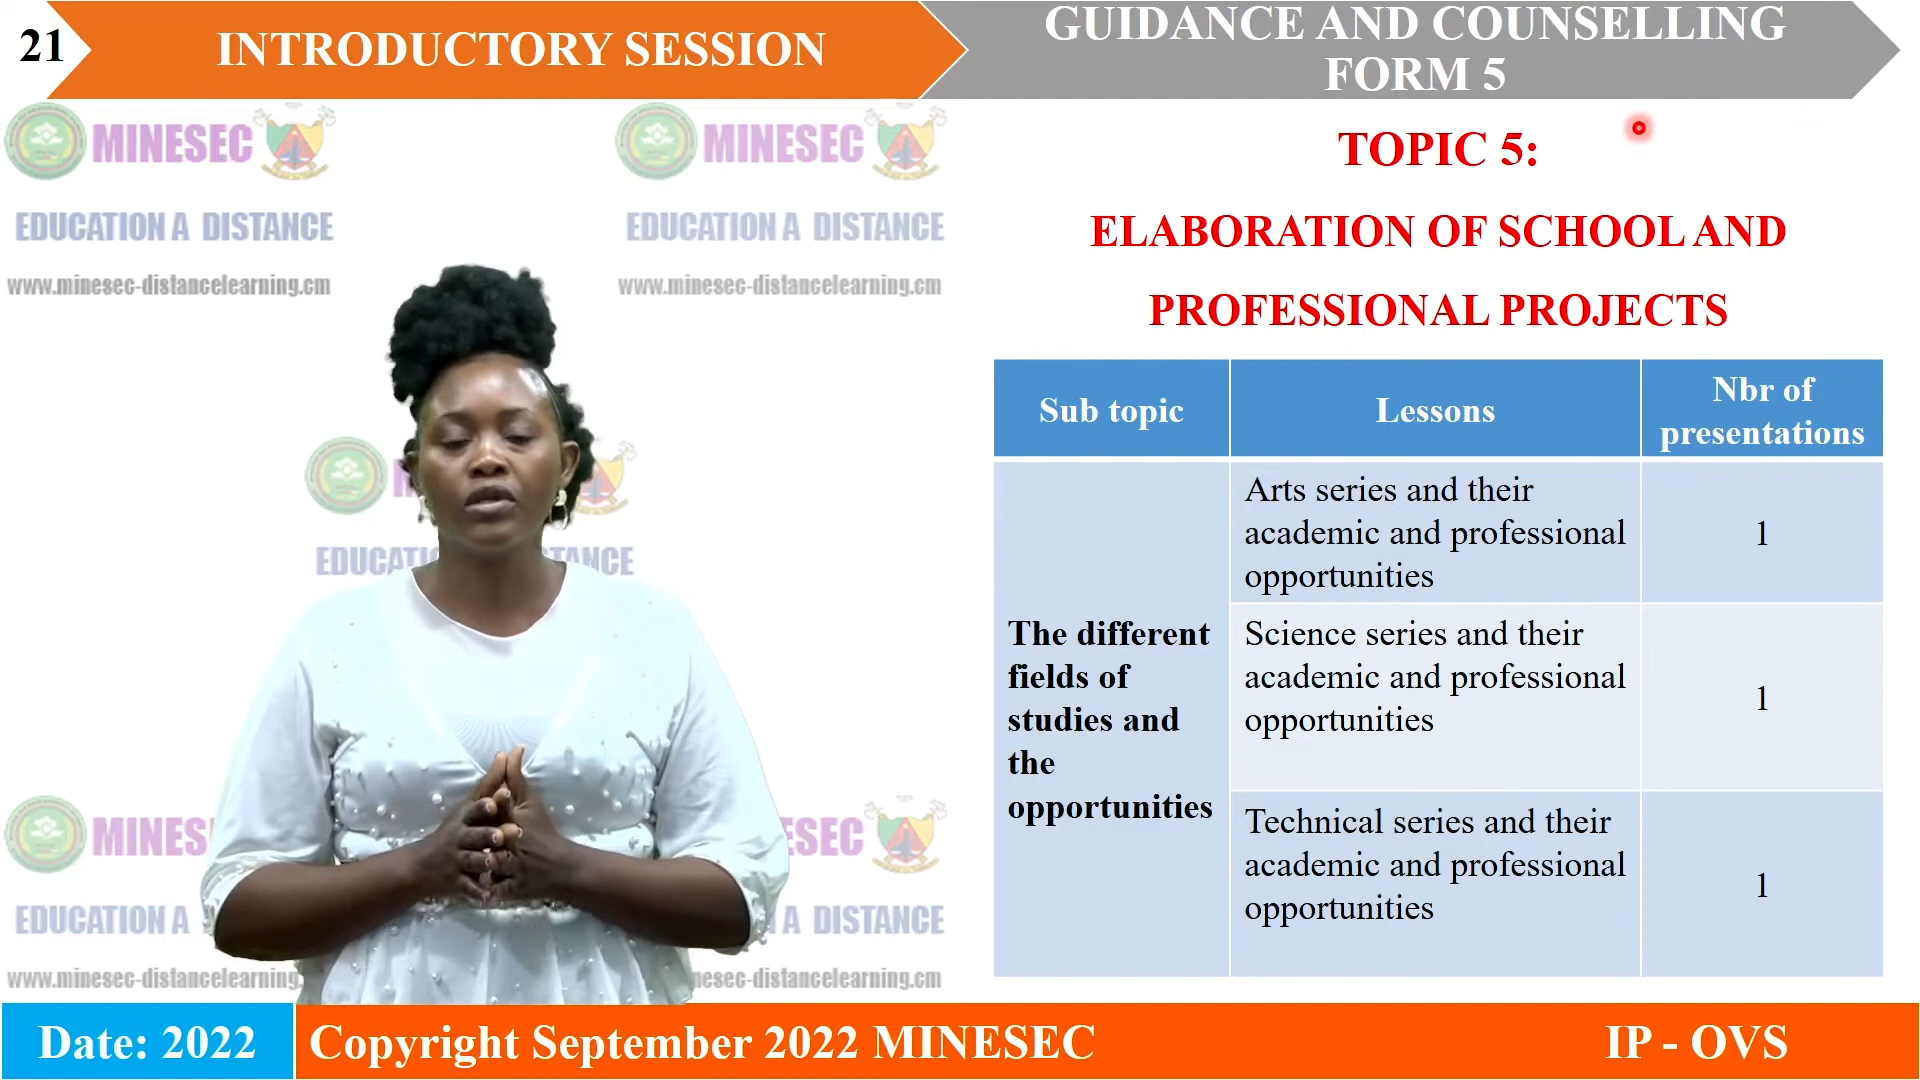 21
INTRODUCTORY SESSION
GUIDANCE AND COUNSELLING
FORM 5
MINESEC
EDUCATION A DISTANCE
www.minesec-distancelearning.cm
MINESEC
EDUCATION A DISTANCE
www.minesec-distancelearning.cm
TOPIC 5:
ELABORATION OF SCHOOL AND
PROFESSIONAL PROJECTS
Sub topic
Lessons
Nbr of
presentations
The different
fields of
studies and
the
opportunities
Arts series and their
academic and professional
opportunities
1
Science series and their
academic and professional
opportunities
1
Technical series and their
academic and professional
opportunities
1
EDUCATION A
DISTANCE
Date: 2022
Copyright September 2022 MINESEC
IP - OVS